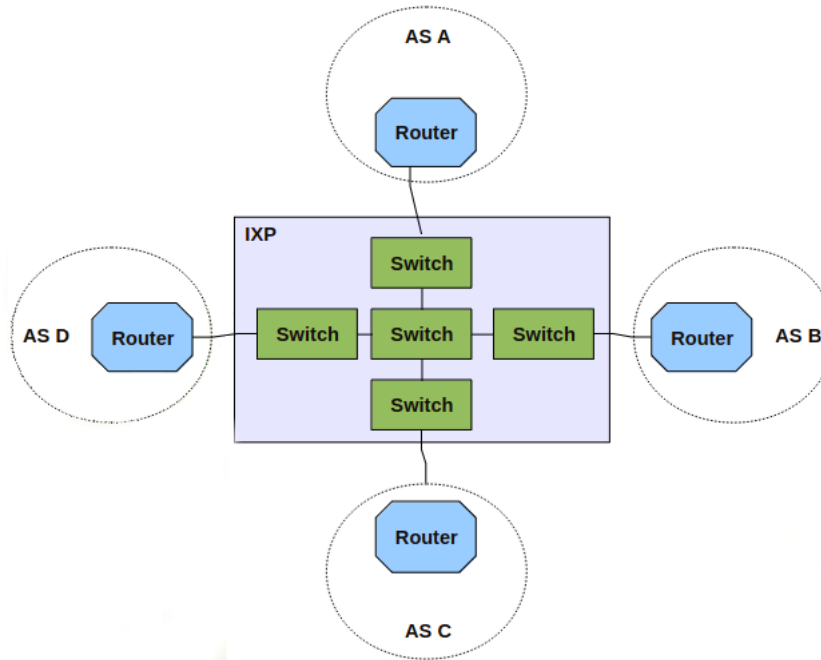 AS A
Router
IXP
Switch
AS D
Router
Switch
Switch
Switch
Router
AS B
Switch
Router
AS C